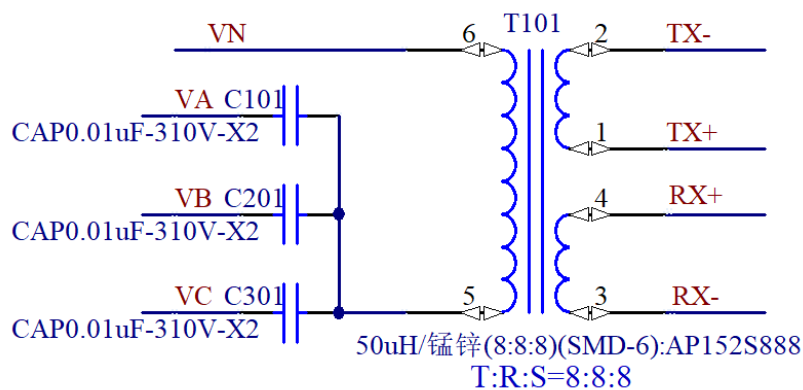 VN 6 T101 2 TX-
VA C101
CAP0.01uF-310V-X2
1 TX+
VB C201
CAP0.01uF-310V-X2
4 RX+
VC C301
CAP0.01uF-310V-X2
5 3 RX-
50uH/锰锌(8:8:8)(SMD-6):AP152S888
T:R:S=8:8:8